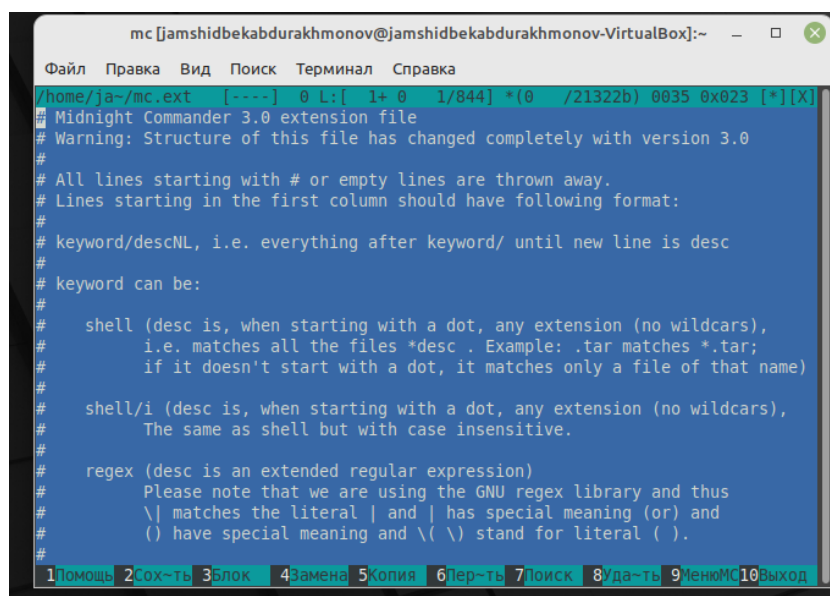 mc [jamshidbekabdurakhmonov@jamshidbekabdurakhmonov-VirtualBox]:~
Файл Правка Вид Поиск Терминал Справка
/home/ja~/mc.ext [----] 0 L:[ 1+ 0 1/844] *(0 /21322b) 0035 0x023 [*][X]
# Midnight Commander 3.0 extension file
# Warning: Structure of this file has changed completely with version 3.0
#
# All lines starting with # or empty lines are thrown away.
# Lines starting in the first column should have following format:
#
# keyword/descNL, i.e. everything after keyword/ until new line is desc
#
# keyword can be:
#
# shell (desc is, when starting with a dot, any extension (no wildcars),
# i.e. matches all the files *desc . Example: .tar matches *.tar;
# if it doesn't start with a dot, it matches only a file of that name)
#
# shell/i (desc is, when starting with a dot, any extension (no wildcars),
# The same as shell but with case insensitive.
#
# regex (desc is an extended regular expression)
# Please note that we are using the GNU regex library and thus
# \| matches the literal | and | has special meaning (or) and
# () have special meaning and \( \) stand for literal ( ).
#
1Помощь 2Сох~ть 3Блок 4Замена 5Копия 6Пер~ть 7Поиск 8Уда~ть 9МенюМС10Выход